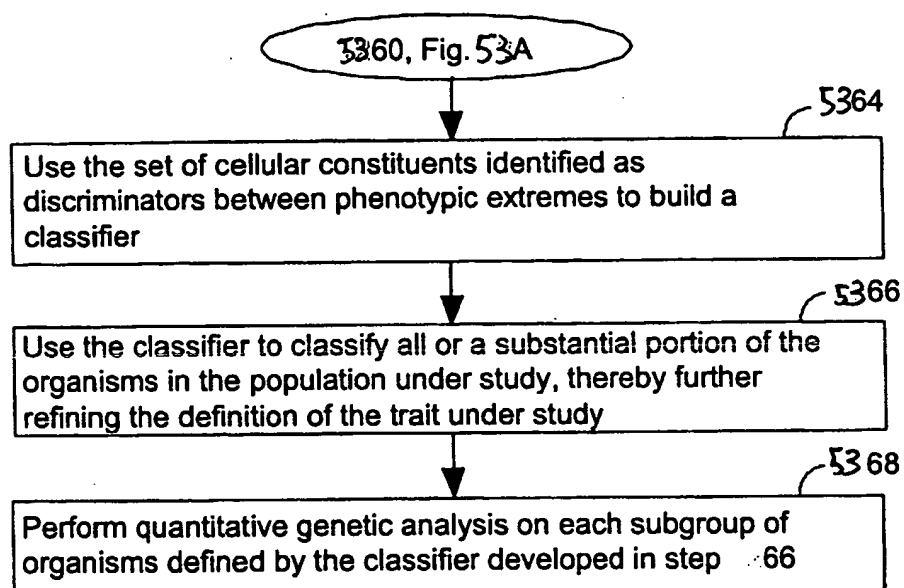 5360, Fig. 53A
5364
Use the set of cellular constituents identified as
discriminators between phenotypic extremes to build a
classifier
5366
Use the classifier to classify all or a substantial portion of the
organisms in the population under study, thereby further
refining the definition of the trait under study
5368
Perform quantitative genetic analysis on each subgroup of
organisms defined by the classifier developed in step 66